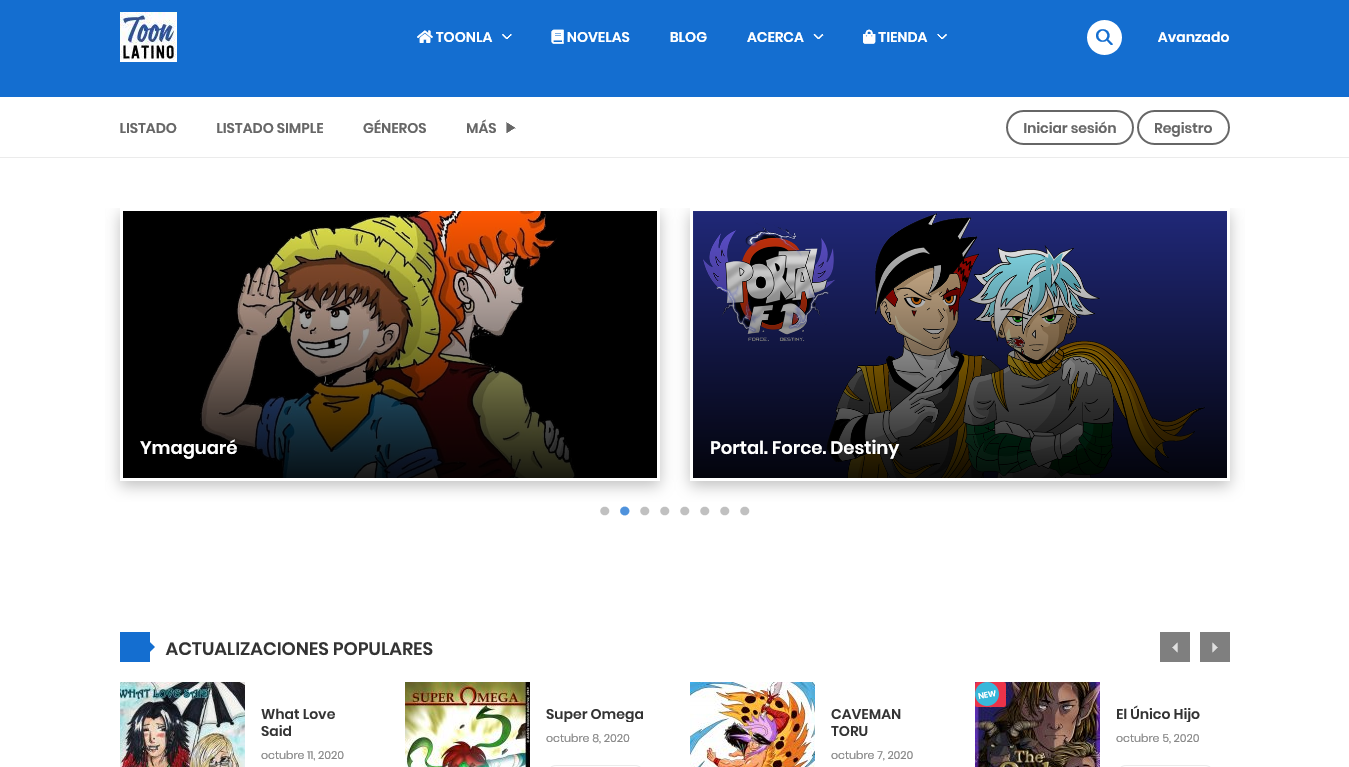 Toon
LATINO
TOONLA
NOVELAS
BLOG
ACERCA
TIENDA
Avanzado
LISTADO
LISTADO SIMPLE
GÉNEROS
MÁS
Iniciar sesión
Registro
PORTAL
F D
FORCE. DESTINY.
Ymaguaré
Portal. Force. Destiny
ACTUALIZACIONES POPULARES
WHAT LOVE SAID
What Love
Said
octubre 11, 2020
SUPER OMEGA
5
Super Omega
octubre 8, 2020
CAVEMAN
TORU
octubre 7, 2020
NEW
The
El Único Hijo
octubre 5, 2020